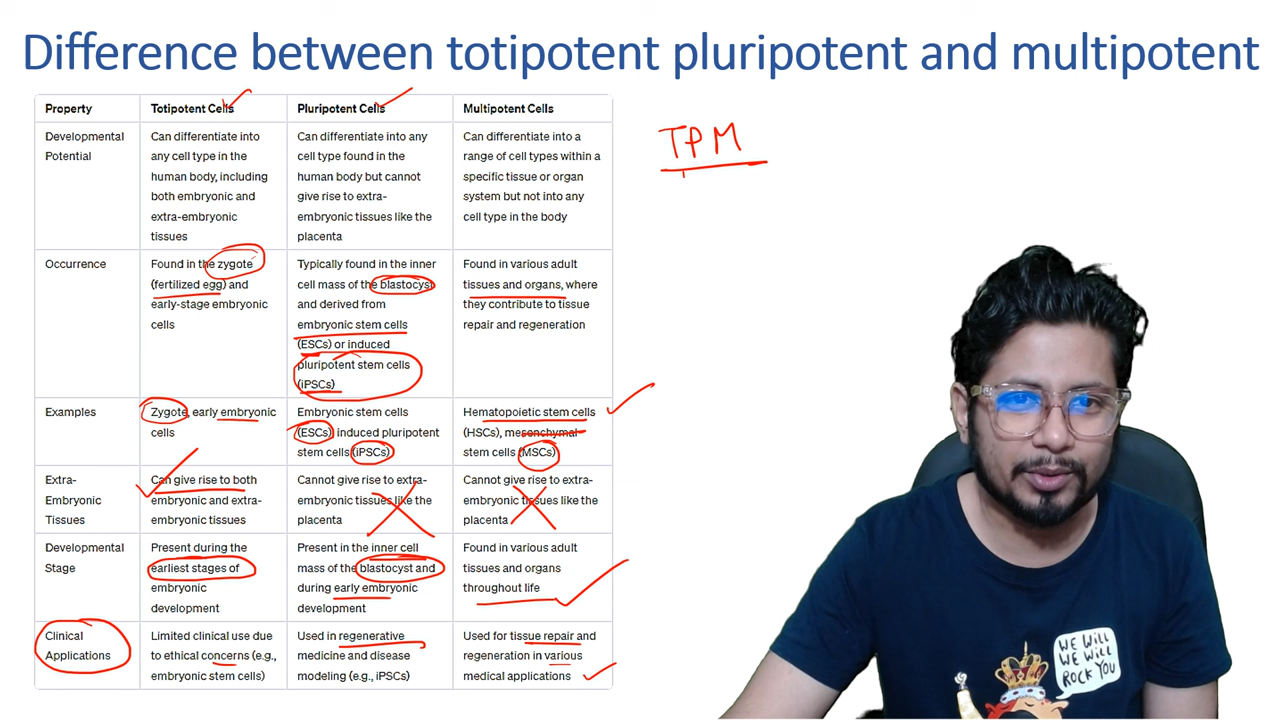 Difference between totipotent pluripotent and multipotent
Property
Totipotent Cells
Pluripotent Cells
Multipotent Cells
Developmental
Potential
Can differentiate into
any cell type in the
human body, including
both embryonic and
extra-embryonic
tissues
Can differentiate into any
cell type found in the
human body but cannot
give rise to extra-
embryonic tissues like the
placenta
Can differentiate into a
range of cell types within a
specific tissue or organ
system but not into any
cell type in the body
Occurrence
Found in the zygote
(fertilized egg) and
early-stage embryonic
cells
Typically found in the inner
cell mass of the blastocyst
and derived from
embryonic stem cells
(ESCs) or induced
pluripotent stem cells
(iPSCs)
Found in various adult
tissues and organs, where
they contribute to tissue
repair and regeneration
Examples
Zygote, early embryonic
cells
Embryonic stem cells
(ESCs), induced pluripotent
stem cells (iPSCs)
Hematopoietic stem cells
(HSCs), mesenchymal
stem cells (MSCs)
Extra-
Embryonic
Tissues
Can give rise to both
embryonic and extra-
embryonic tissues
Cannot give rise to extra-
embryonic tissues like the
placenta
Cannot give rise to extra-
embryonic tissues like the
placenta
Developmental
Stage
Present during the
earliest stages of
embryonic
development
Present in the inner cell
mass of the blastocyst and
during early embryonic
development
Found in various adult
tissues and organs
throughout life
Clinical
Applications
Limited clinical use due
to ethical concerns (e.g.,
embryonic stem cells)
Used in regenerative
medicine and disease
modeling (e.g., iPSCs)
Used for tissue repair and
regeneration in various
medical applications
TPM
WE WILL
WE WILL
ROCK YOU